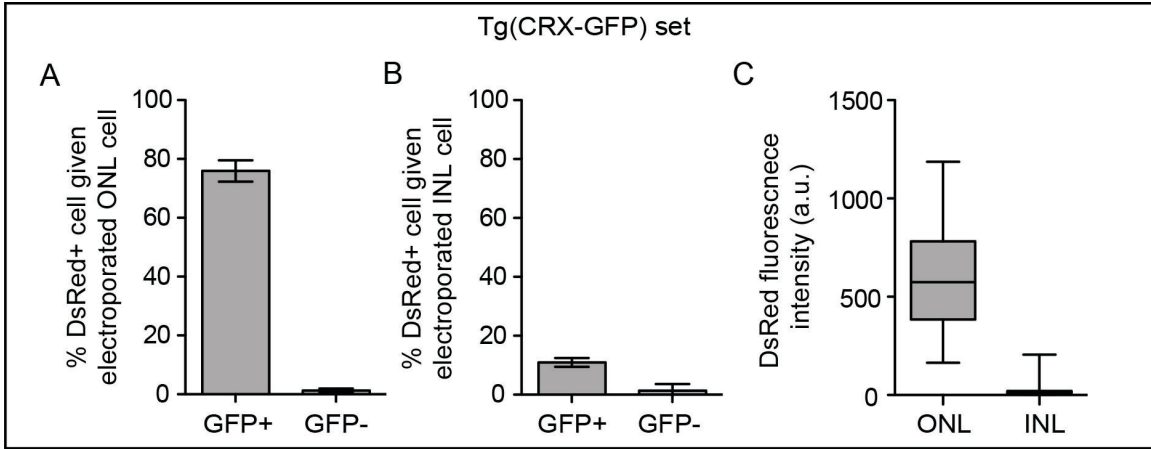 Tg(CRX-GFP) set
A
% DsRed+ cell given
electroporated ONL cell
100
80
60
40
20
0
GFP+ GFP-
B
% DsRed+ cell given
electroporated INL cell
100
80
60
40
20
0
GFP+ GFP-
C
DsRed fluorescnece
intensity (a.u.)
1500
1000
500
0
ONL INL